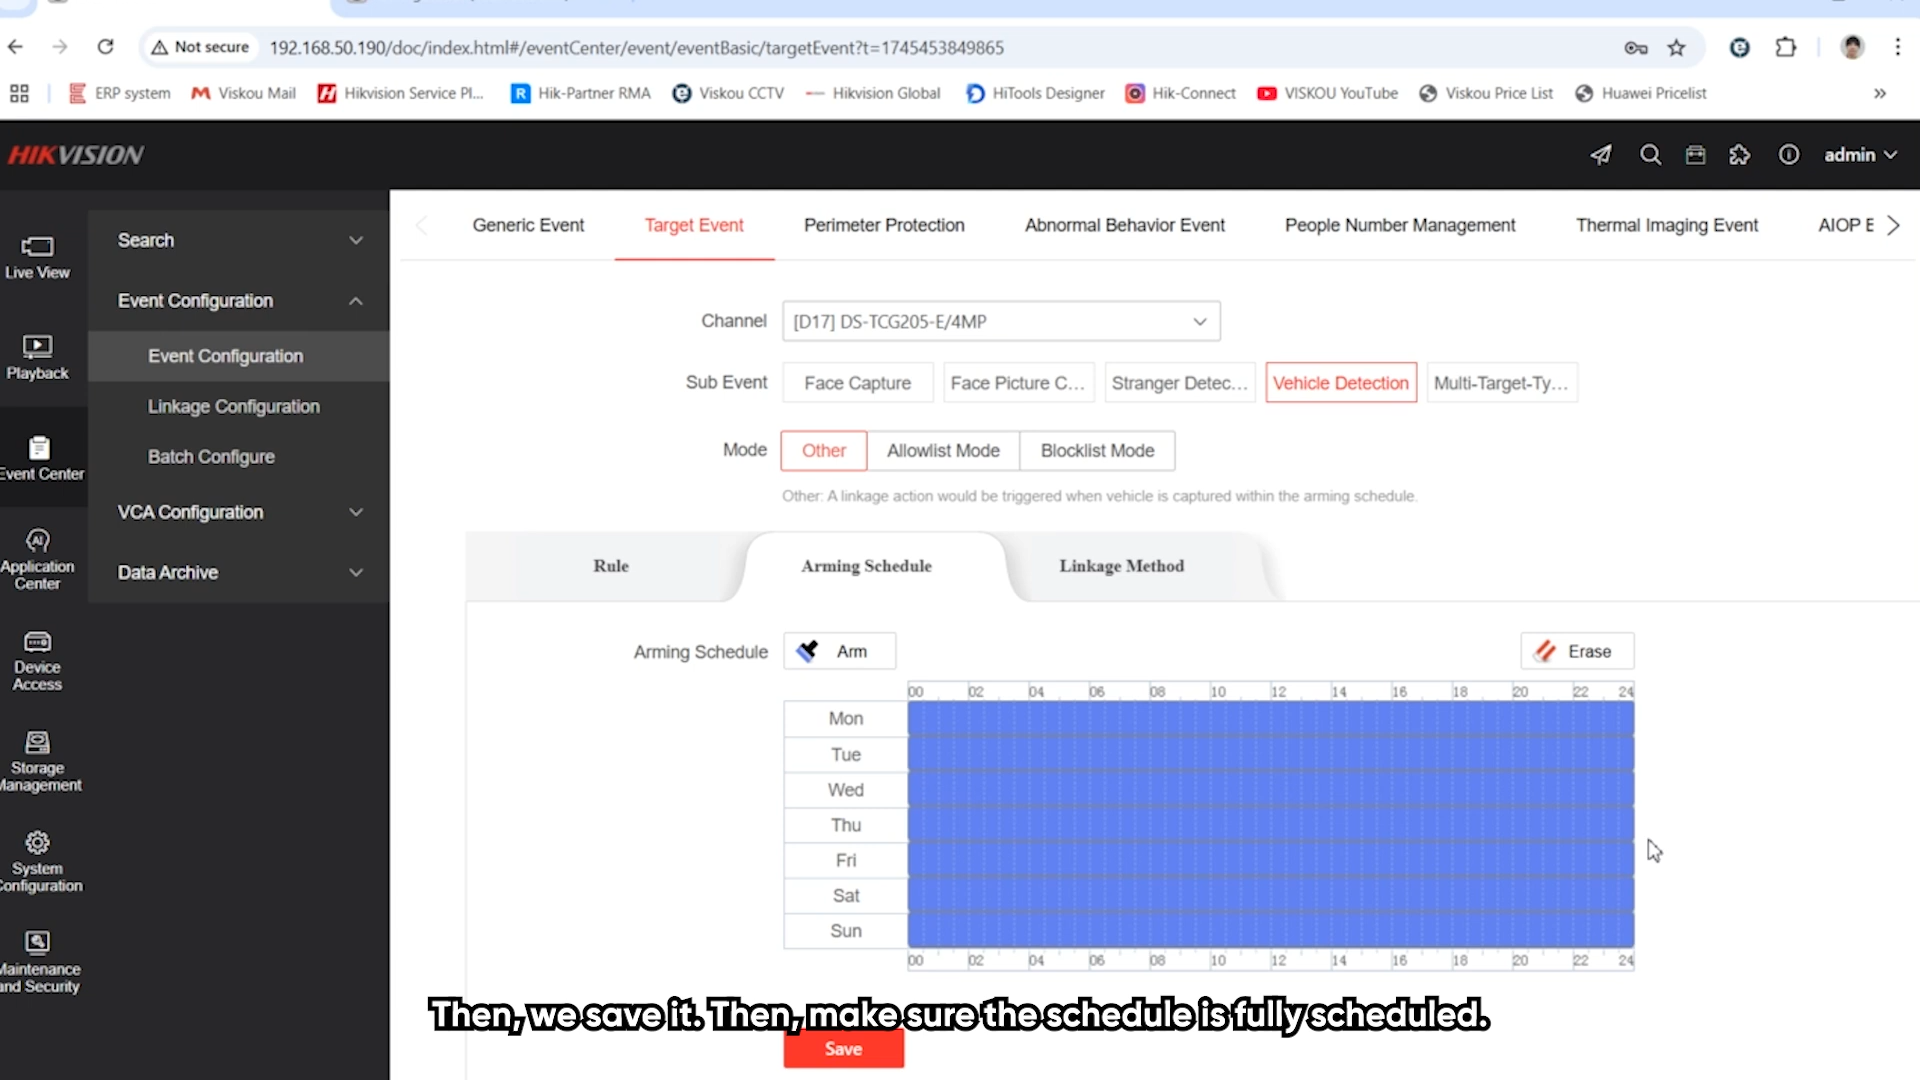 Not secure
192.168.50.190/doc/index.html#/eventCenter/event/eventBasic/targetEvent?t=1745453849865
ERP system
Viskou Mail
Hikvision Service Pl...
Hik-Partner RMA
Viskou CCTV
Hikvision Global
HiTools Designer
Hik-Connect
VISKOU YouTube
Viskou Price List
Huawei Pricelist
HIKVISION
admin
Live View
Playback
Event Center
Application
Center
Device
Access
Storage
Management
System
Configuration
Maintenance
and Security
Search
Event Configuration
Event Configuration
Linkage Configuration
Batch Configure
VCA Configuration
Data Archive
Generic Event
Target Event
Perimeter Protection
Abnormal Behavior Event
People Number Management
Thermal Imaging Event
AIOP E
Channel
[D17] DS-TCG205-E/4MP
Sub Event
Face Capture
Face Picture C...
Stranger Detec...
Vehicle Detection
Multi-Target-Ty...
Mode
Other
Allowlist Mode
Blocklist Mode
Other: A linkage action would be triggered when vehicle is captured within the arming schedule.
Rule
Arming Schedule
Linkage Method
Arming Schedule
Arm
Erase
00 02 04 06 08 10 12 14 16 18 20 22 24
Mon
Tue
Wed
Thu
Fri
Sat
Sun
00 02 04 06 08 10 12 14 16 18 20 22 24
Then, we save it. Then, make sure the schedule is fully scheduled.
Save